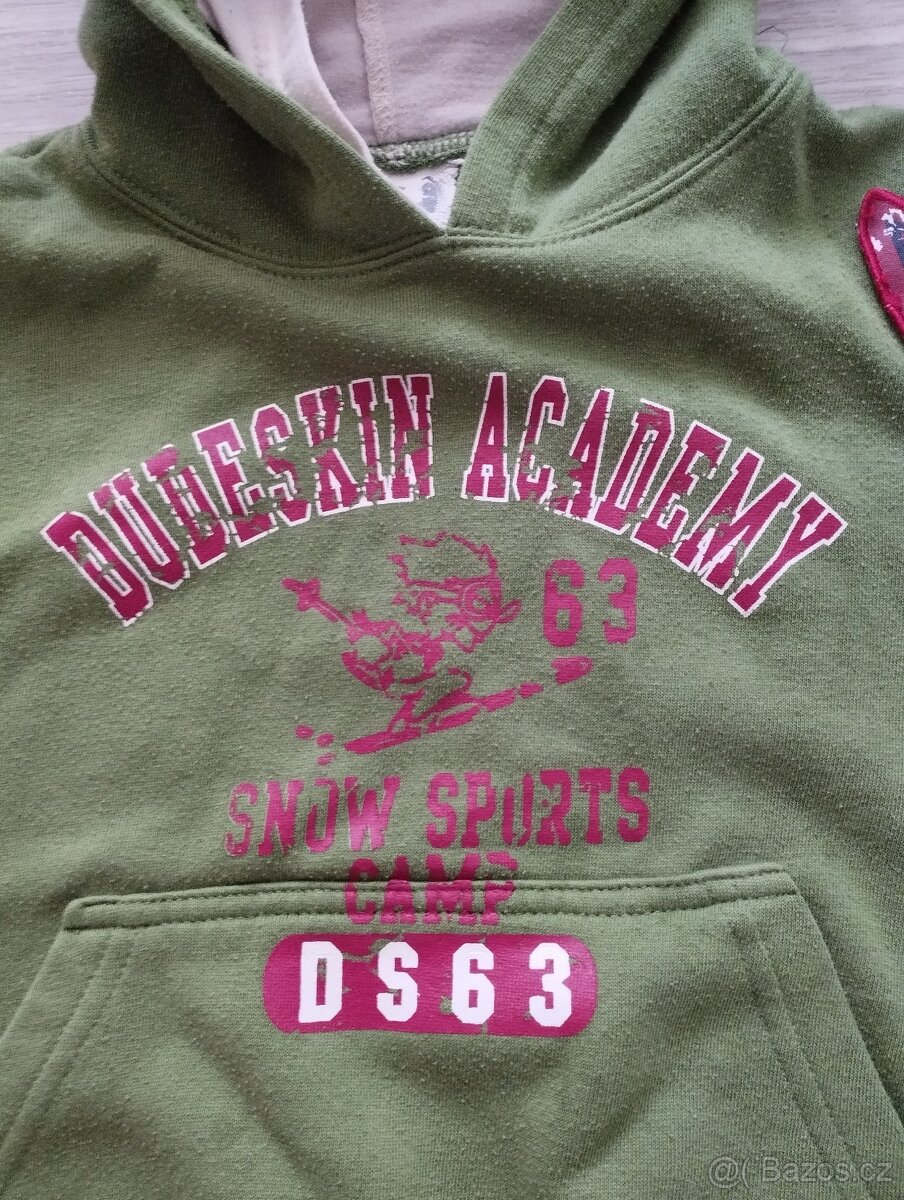 DUDESKIN ACADEMY
63
SNOW SPORTS
CAMP
DS63
@( Bazos.cz